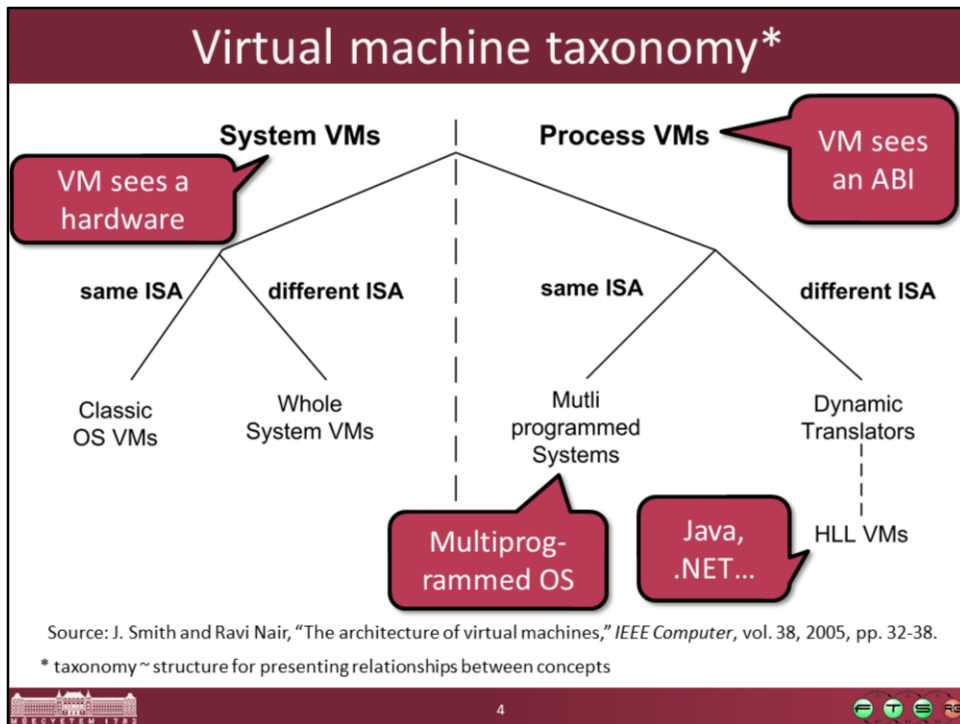 Virtual machine taxonomy*
System VMs
Process VMs
VM sees a
hardware
VM sees
an ABI
same ISA
different ISA
same ISA
different ISA
Classic
OS VMs
Whole
System VMs
Mutli
programmed
Systems
Dynamic
Translators
Multiprog-
rammed OS
Java,
.NET...
HLL VMs
Source: J. Smith and Ravi Nair, “The architecture of virtual machines,” IEEE Computer, vol. 38, 2005, pp. 32-38.
* taxonomy ~ structure for presenting relationships between concepts
MŰEGYETEM 1782
4
F T S RG